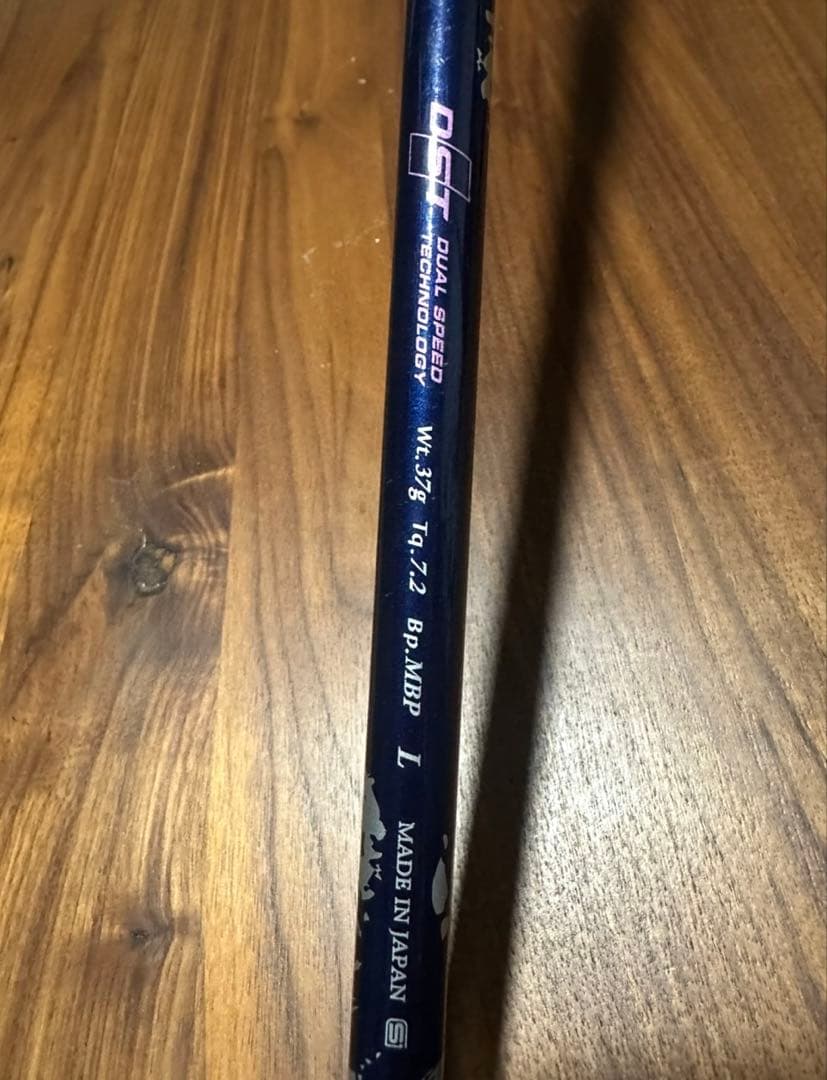 DST
DUAL SPEED
TECHNOLOGY
Wt.37g Tq.7.2 Bp.MBP L
MADE IN JAPAN S